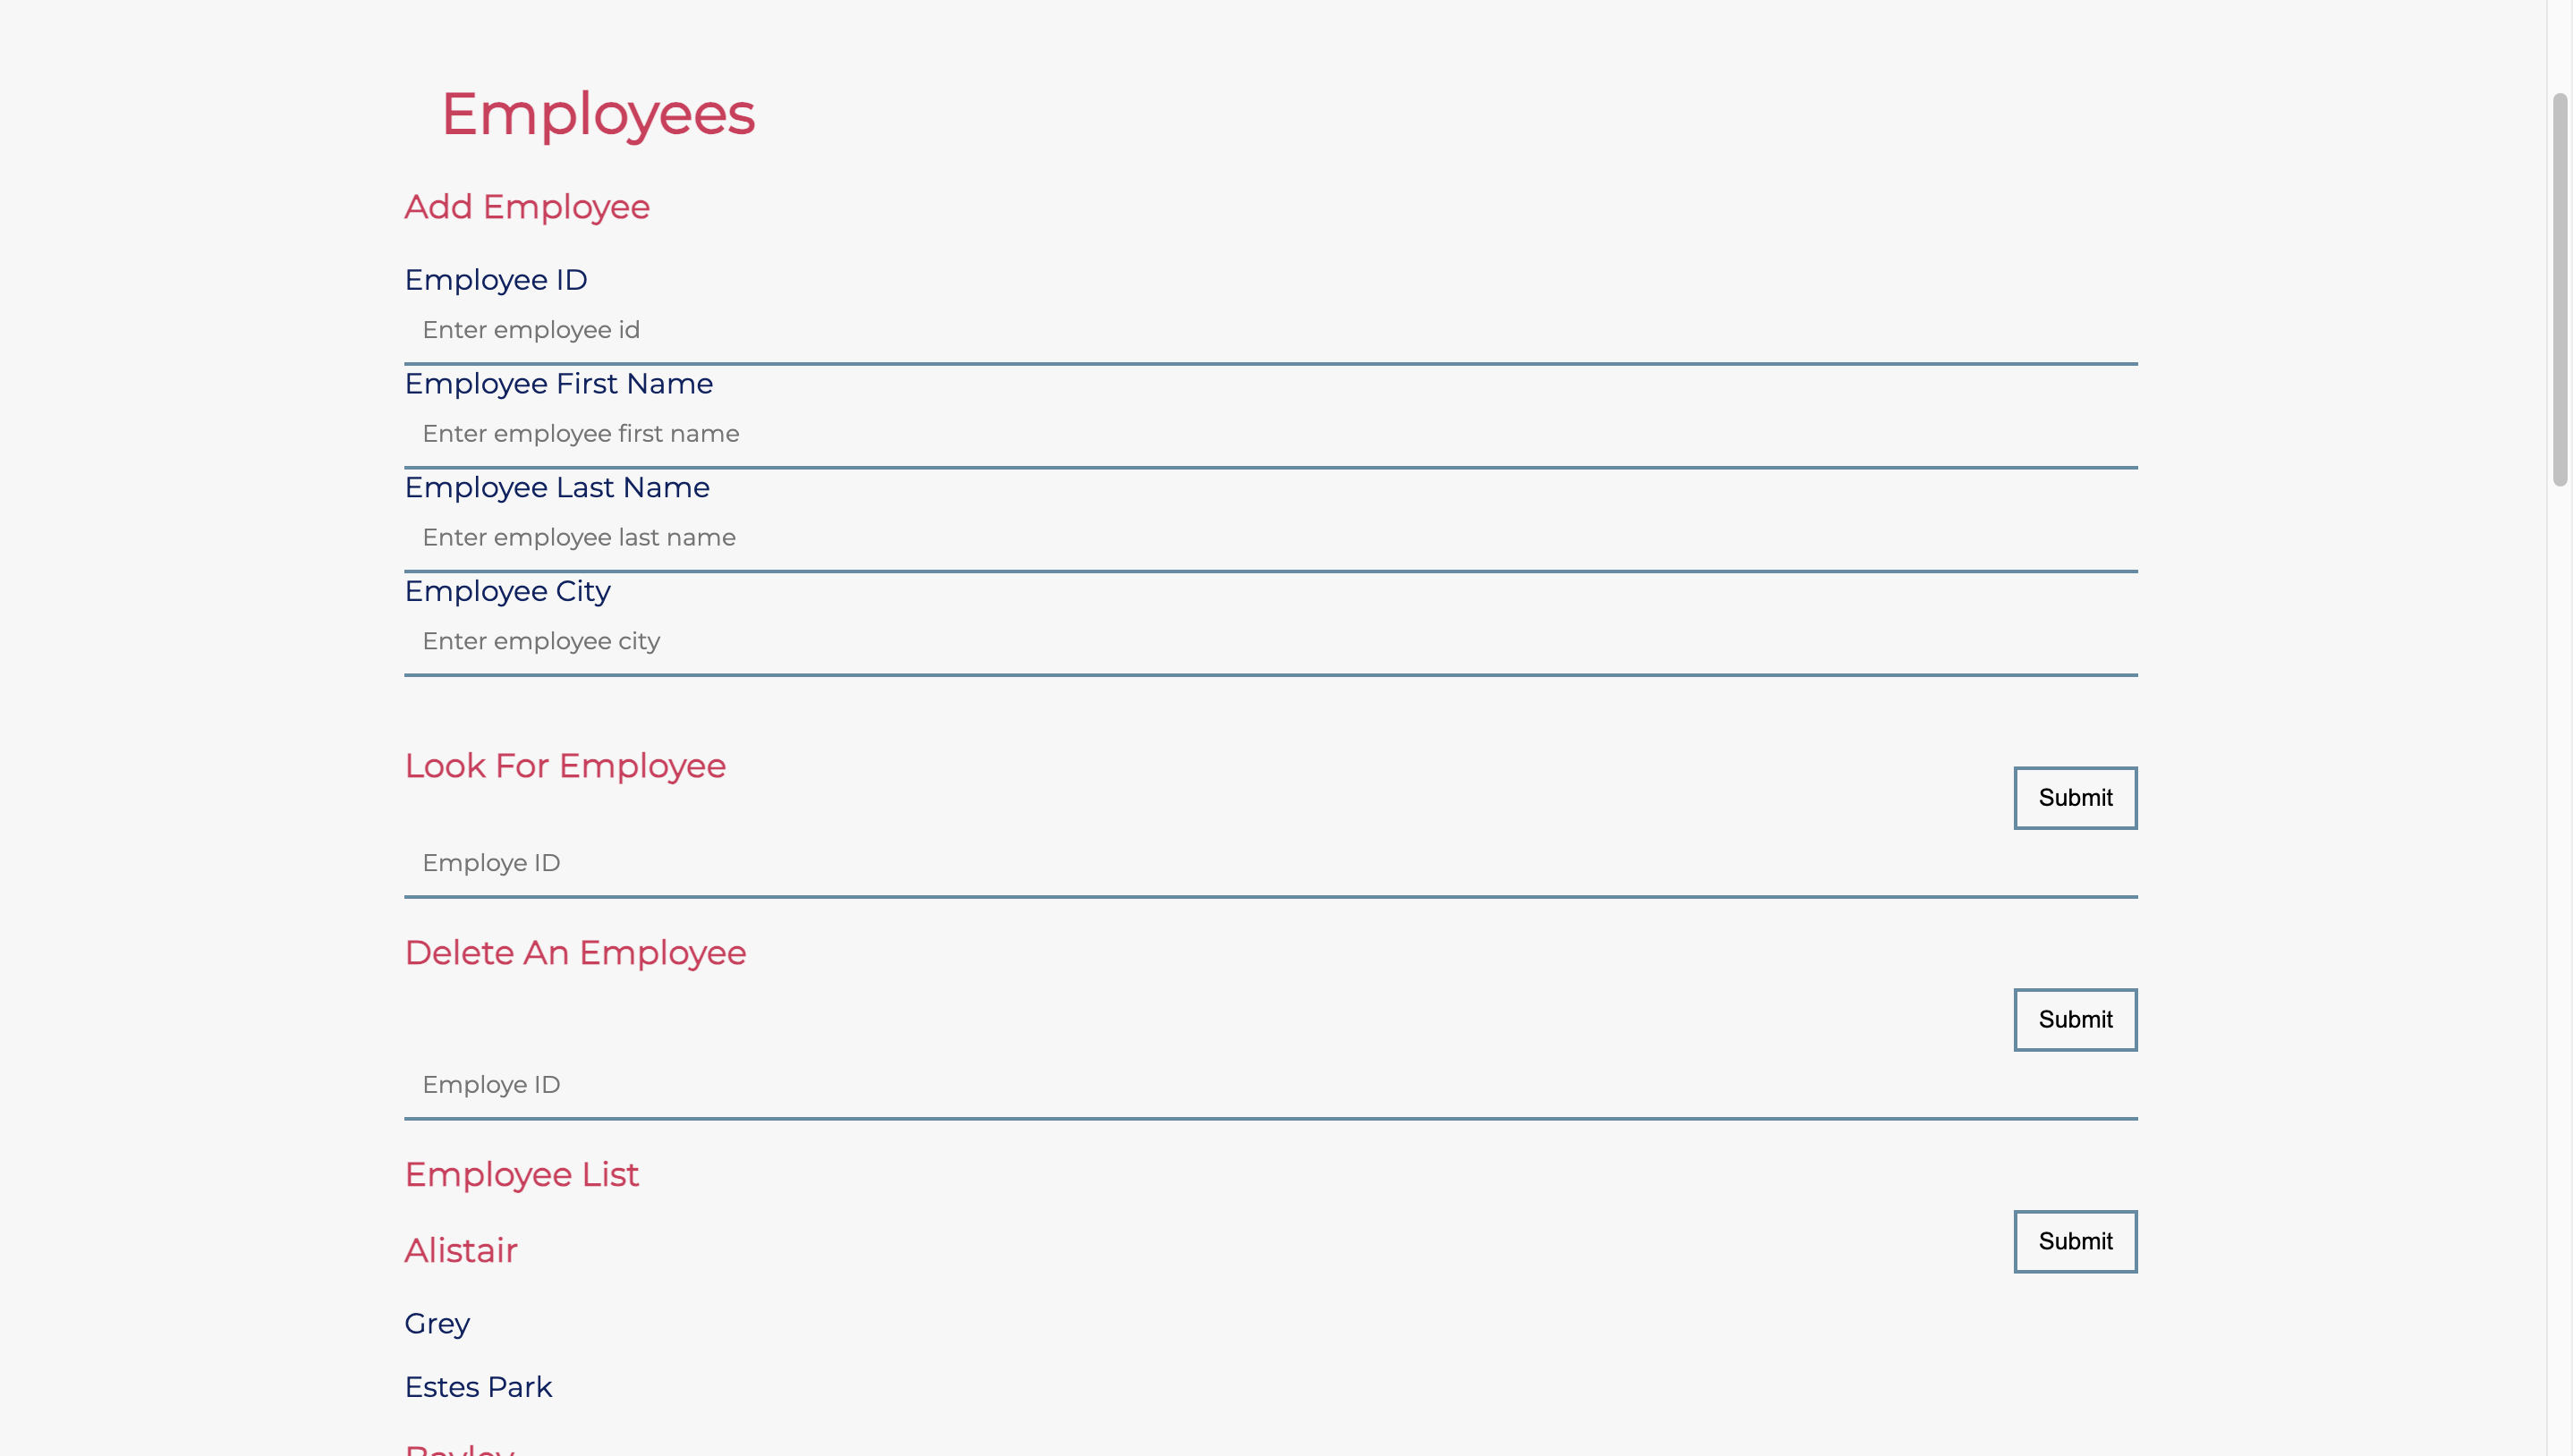 Employees
Add Employee
Employee ID
Enter employee id
Employee First Name
Enter employee first name
Employee Last Name
Enter employee last name
Employee City
Enter employee city
Look For Employee
Submit
Employe ID
Delete An Employee
Submit
Employe ID
Employee List
Submit
Alistair
Grey
Estes Park